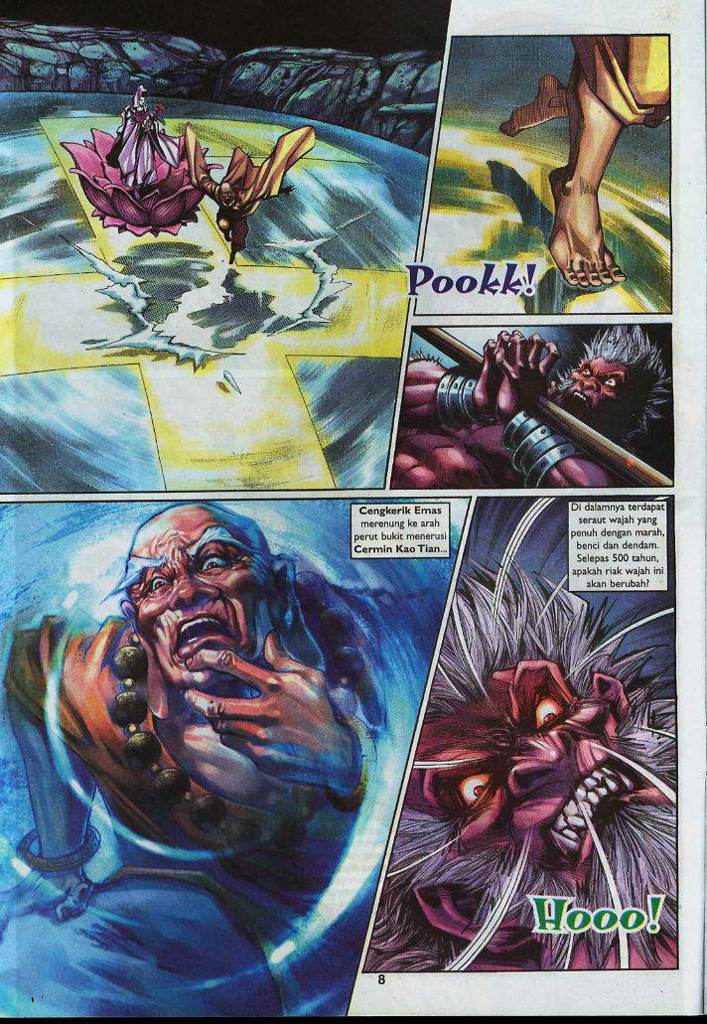 Pookk!
Cengkerik Emas
merenung ke arah
perut bukit menerusi
Cermin Kao Tian...
Di dalamnya terdapat
seraut wajah yang
penuh dengan marah,
benci dan dendam.
Selepas 500 tahun,
apakah riak wajah ini
akan berubah?
Hooo!
8